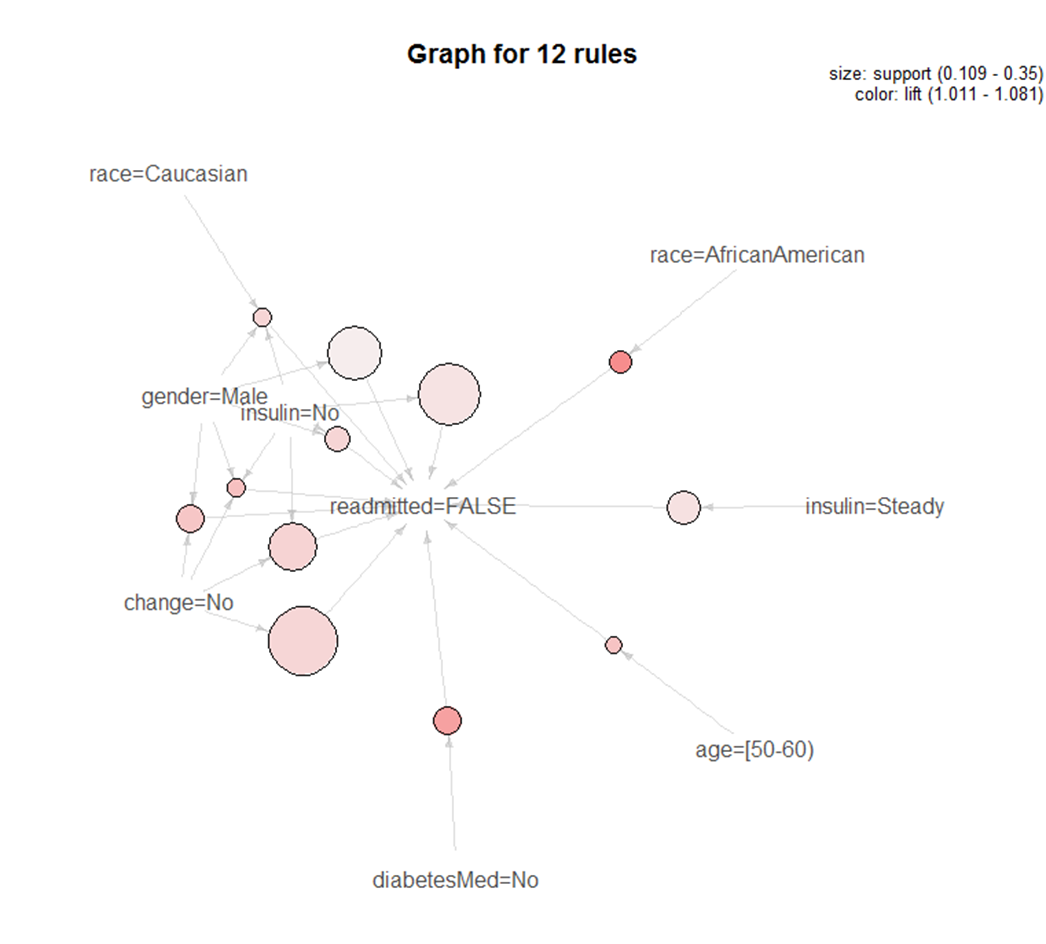 Graph for 12 rules
size: support (0.109 - 0.35)
color: lift (1.011 - 1.081)
race=Caucasian
race=AfricanAmerican
gender=Male
insulin=No
readmitted=FALSE
insulin=Steady
change=No
age=[50-60)
diabetesMed=No